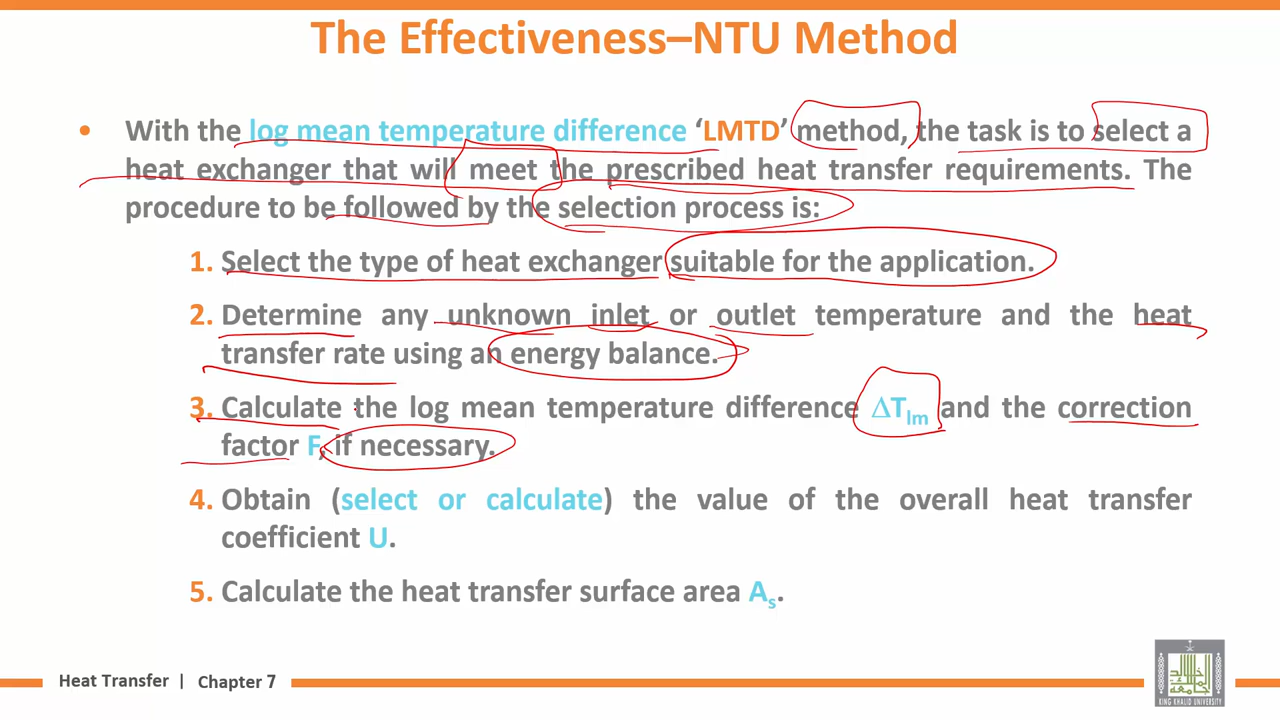 The Effectiveness–NTU Method
• With the log mean temperature difference ‘LMTD’ method, the task is to select a
heat exchanger that will meet the prescribed heat transfer requirements. The
procedure to be followed by the selection process is:
1. Select the type of heat exchanger suitable for the application.
2. Determine any unknown inlet or outlet temperature and the heat
transfer rate using an energy balance.
3. Calculate the log mean temperature difference ΔTlm and the correction
factor F, if necessary.
4. Obtain (select or calculate) the value of the overall heat transfer
coefficient U.
5. Calculate the heat transfer surface area As.
Heat Transfer | Chapter 7
KING KHALID UNIVERSITY